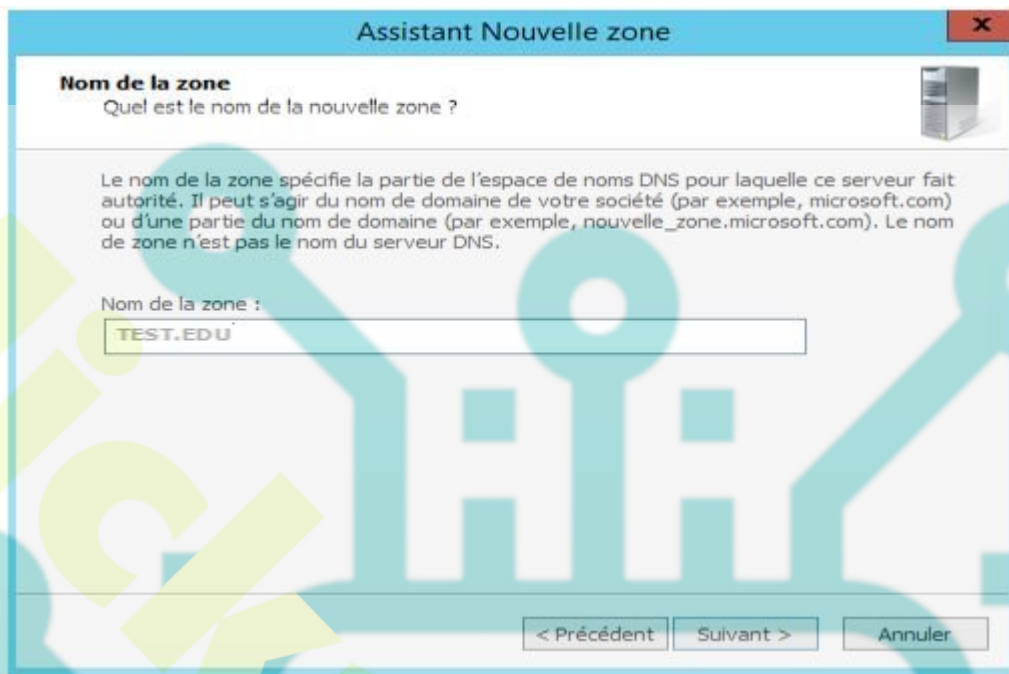 Assistant Nouvelle zone
x
Nom de la zone
Quel est le nom de la nouvelle zone ?
Le nom de la zone spécifie la partie de l'espace de noms DNS pour laquelle ce serveur fait
autorité. Il peut s'agir du nom de domaine de votre société (par exemple, microsoft.com)
ou d'une partie du nom de domaine (par exemple, nouvelle_zone.microsoft.com). Le nom
de zone n'est pas le nom du serveur DNS.
Nom de la zone :
TEST.EDU
< Précédent Suivant > Annuler